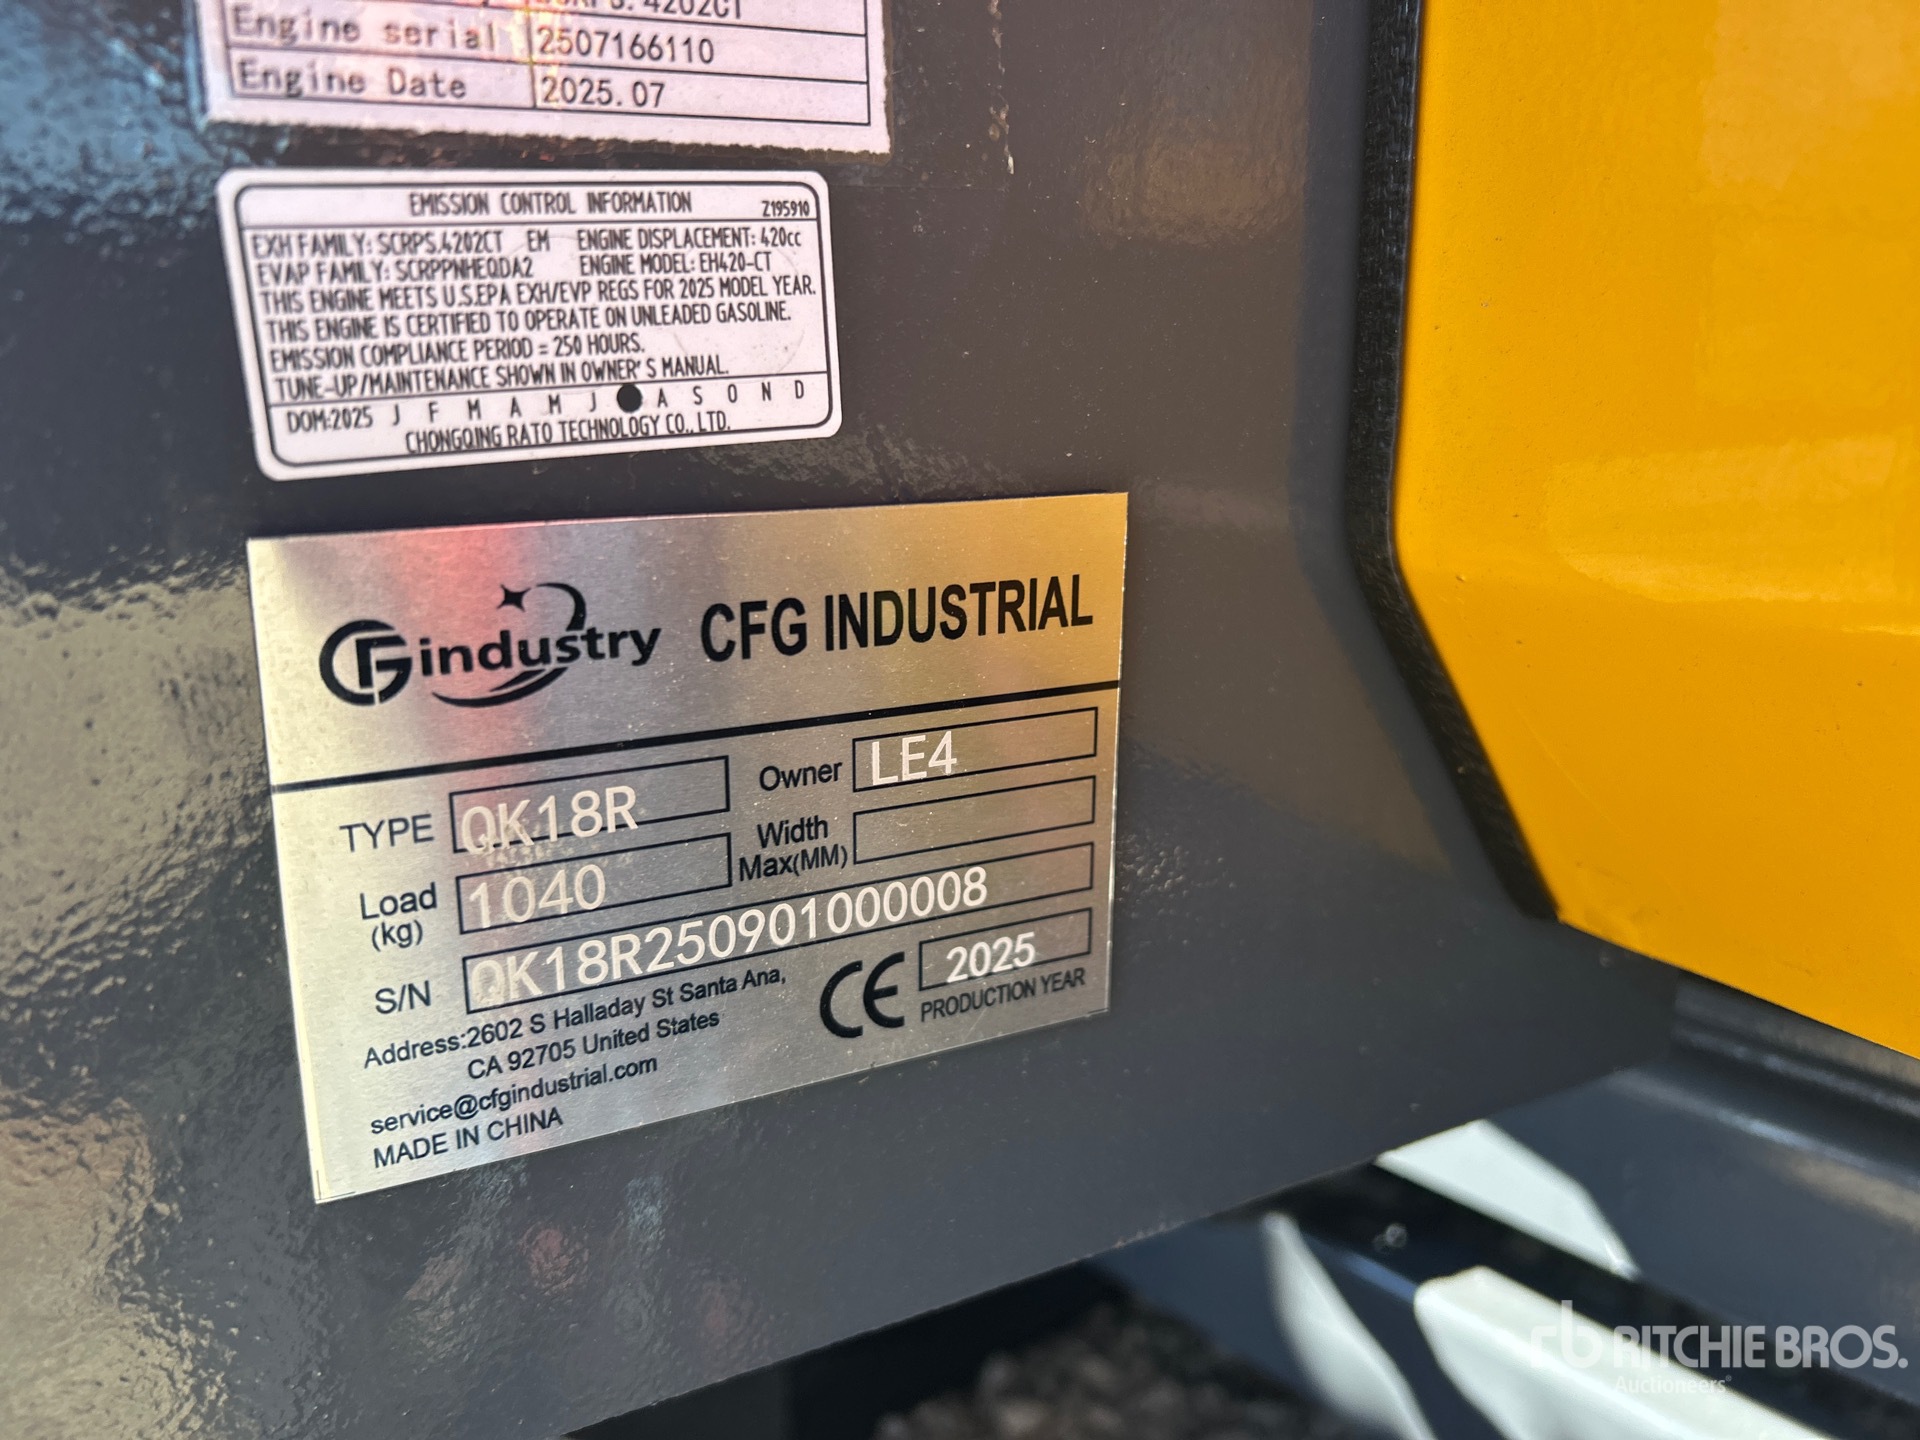 4202CT
Engine serial 2507166110
Engine Date 2025.07
EMISSION CONTROL INFORMATION Z195910
EXH FAMILY: SCRPS.4202CT EM ENGINE DISPLACEMENT: 420cc
EVAP FAMILY: SCRPPNHEQDA2 ENGINE MODEL: EH420-CT
THIS ENGINE MEETS U.S.EPA EXH/EVP REGS FOR 2025 MODEL YEAR.
THIS ENGINE IS CERTIFIED TO OPERATE ON UNLEADED GASOLINE.
EMISSION COMPLIANCE PERIOD = 250 HOURS.
TUNE-UP/MAINTENANCE SHOWN IN OWNER'S MANUAL.
DOM:2025 J F M A M J ● A S O N D
CHONGQING RATO TECHNOLOGY CO., LTD.
CFG industry CFG INDUSTRIAL
TYPE QK18R Owner LE4
Load (kg) 1040 Width Max(MM)
S/N QK18R250901000008
Address:2602 S Halladay St Santa Ana,
CA 92705 United States
CE 2025
PRODUCTION YEAR
service@cfgindustrial.com
MADE IN CHINA
rb RITCHIE BROS.
Auctioneers